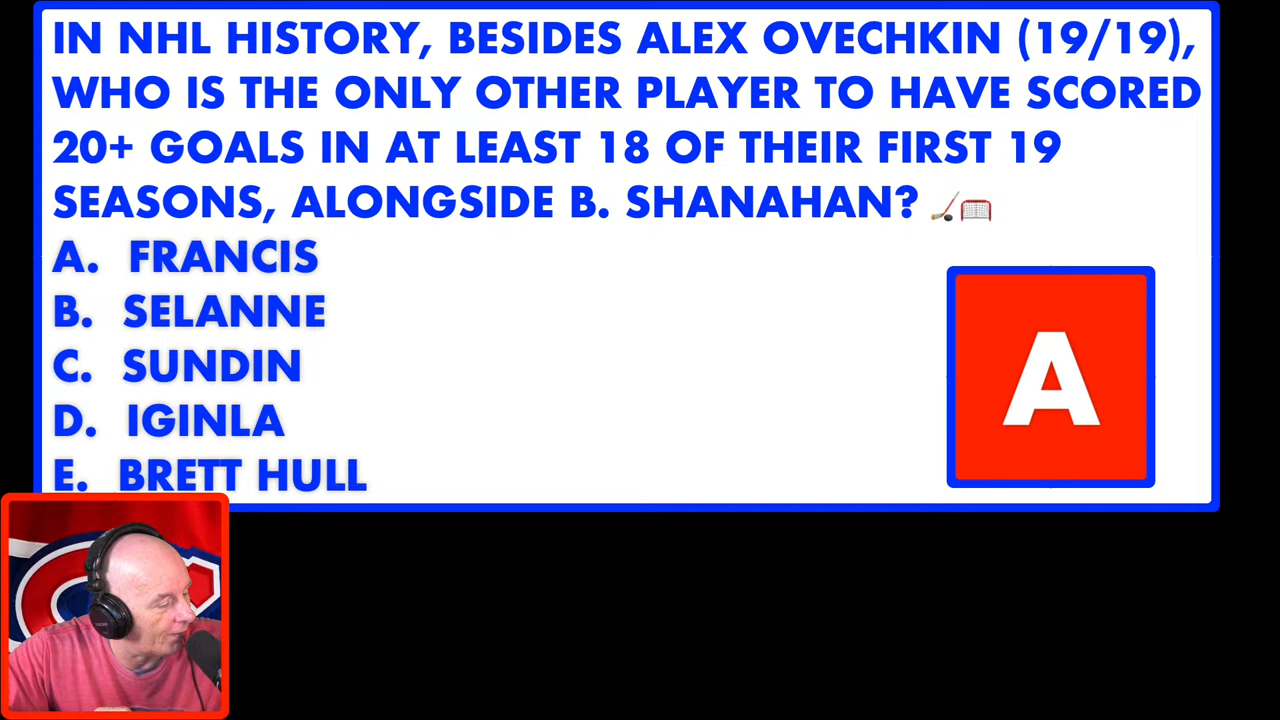 IN NHL HISTORY, BESIDES ALEX OVECHKIN (19/19),
WHO IS THE ONLY OTHER PLAYER TO HAVE SCORED
20+ GOALS IN AT LEAST 18 OF THEIR FIRST 19
SEASONS, ALONGSIDE B. SHANAHAN? 🏒🥅
A. FRANCIS
B. SELANNE
C. SUNDIN
D. IGINLA
E. BRETT HULL
A